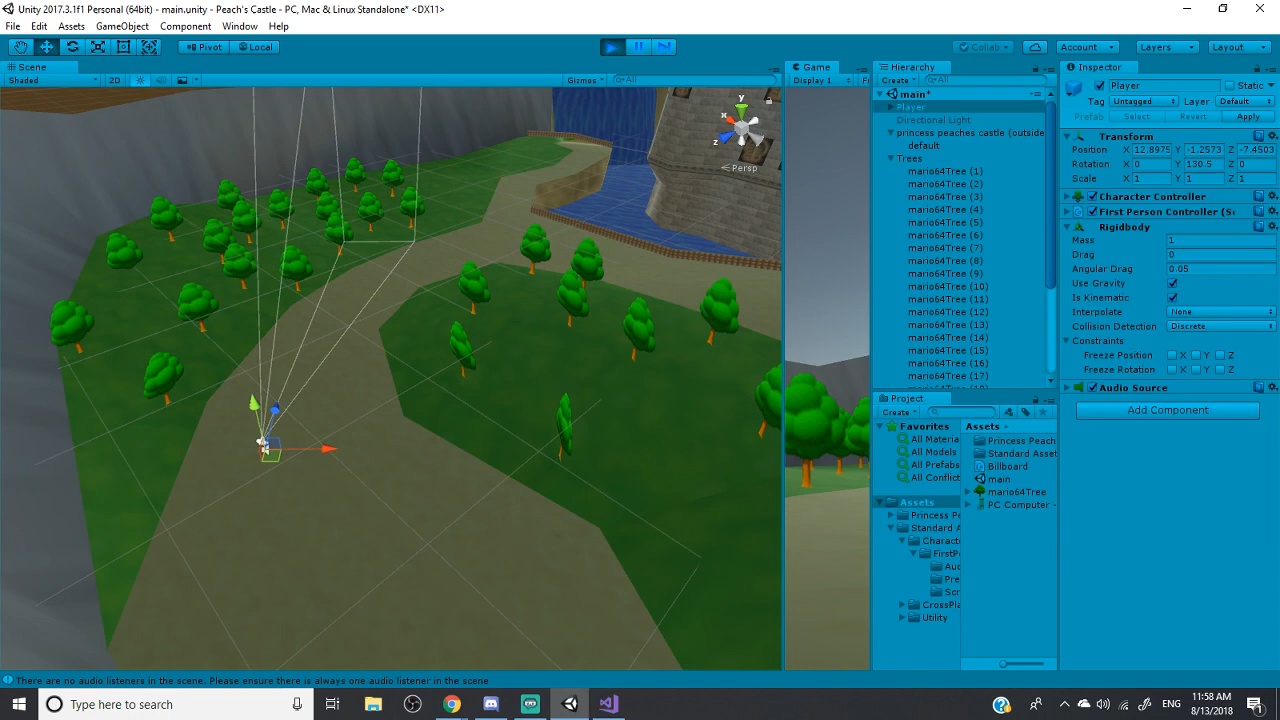 Unity 2017.3.1f1 Personal (64bit) - main.unity - Peach's Castle - PC, Mac & Linux Standalone* <DX11>
File Edit Assets GameObject Component Window Help
Pivot Local Collab Account Layers Layout
Scene
Shaded 2D Gizmos All
y
x
z
Persp
Game
Display 1
Hierarchy
Create All
main*
Player
Directional Light
princess peaches castle (outside
default
Trees
mario64Tree (1)
mario64Tree (2)
mario64Tree (3)
mario64Tree (4)
mario64Tree (5)
mario64Tree (6)
mario64Tree (7)
mario64Tree (8)
mario64Tree (9)
mario64Tree (10)
mario64Tree (11)
mario64Tree (12)
mario64Tree (13)
mario64Tree (14)
mario64Tree (15)
mario64Tree (16)
mario64Tree (17)
Project
Create
Favorites
All Materia
All Models
All Prefabs
All Conflict
Assets
Princess Pe
Standard A
Charact
FirstP
Auc
Pre
Scr
CrossPla
Utility
Assets
Princess Peach
Standard Asset
Billboard
main
mario64Tree
PC Computer -
Inspector
Player Static
Tag Untagged Layer Default
Prefab Select Revert Apply
Transform
Position X 12.8975 Y -1.2573 Z -7.4503
Rotation X 0 Y 130.5 Z 0
Scale X 1 Y 1 Z 1
Character Controller
First Person Controller (Sc
Rigidbody
Mass 1
Drag 0
Angular Drag 0.05
Use Gravity
Is Kinematic
Interpolate None
Collision Detection Discrete
Constraints
Freeze Position X Y Z
Freeze Rotation X Y Z
Audio Source
Add Component
There are no audio listeners in the scene. Please ensure there is always one audio listener in the scene
Type here to search
ENG
11:58 AM
8/13/2018
1